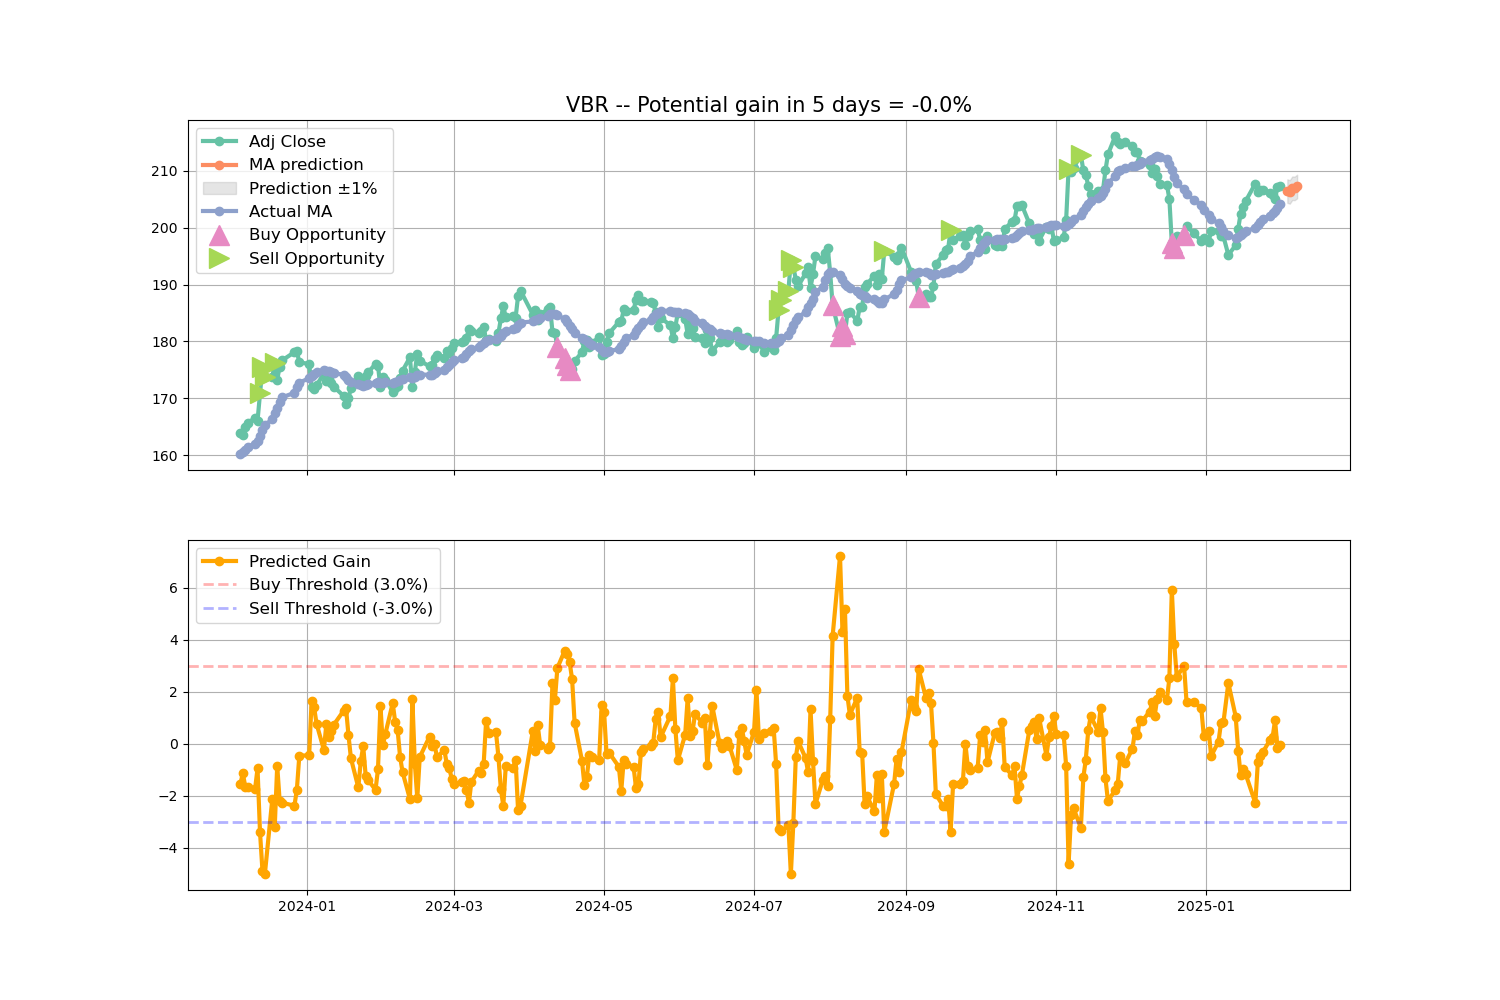 VBR -- Potential gain in 5 days = -0.0%
Adj Close
MA prediction
Prediction ±1%
Actual MA
Buy Opportunity
Sell Opportunity
210
200
190
180
170
160
Predicted Gain
Buy Threshold (3.0%)
Sell Threshold (-3.0%)
6
4
2
0
−2
−4
2024-01 2024-03 2024-05 2024-07 2024-09 2024-11 2025-01